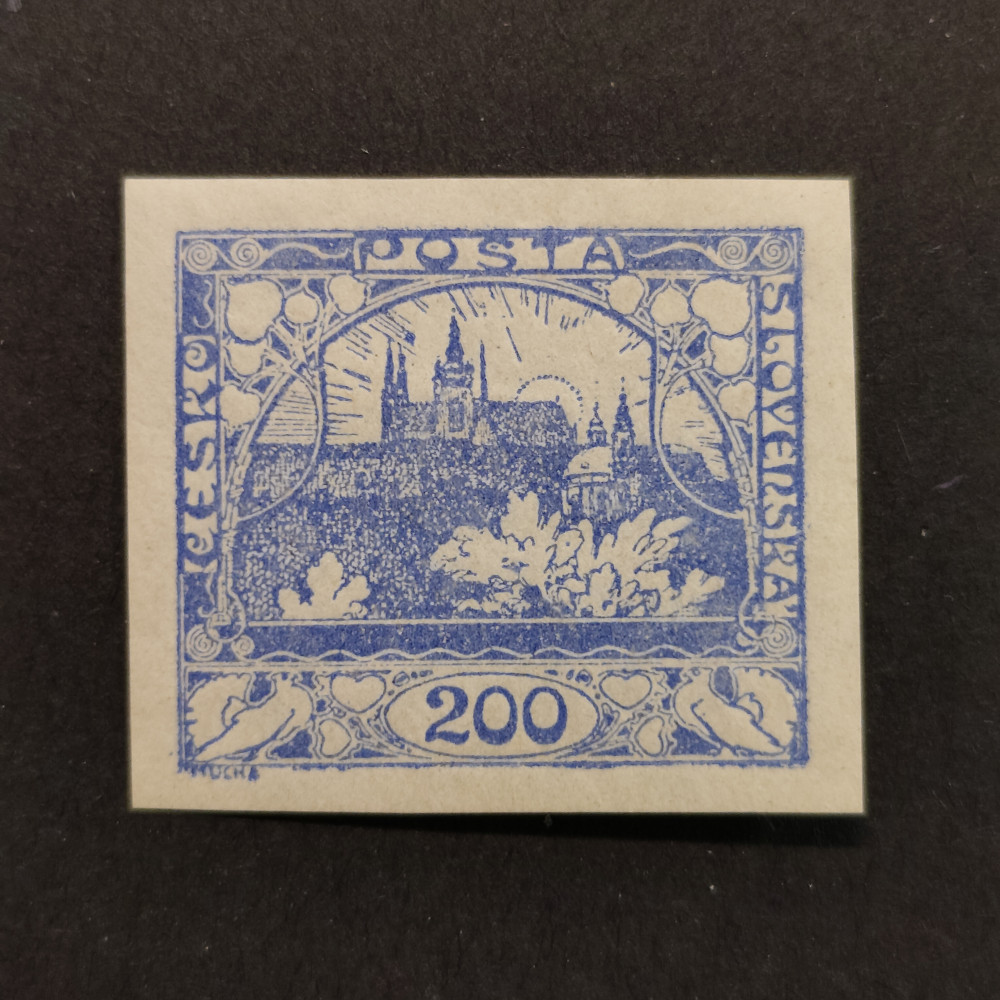 POŠTA
ČESKO
SLOVENSKÁ
200
MUCHA